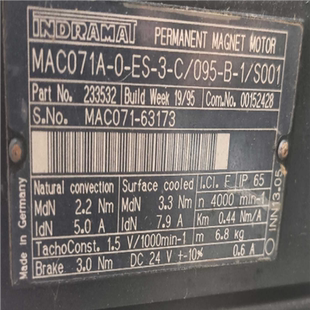 INDRAMAT PERMANENT MAGNET MOTOR
MAC071A-0-ES-3-C/095-B-1/S001
Part No. 233532 Build Week 19/95 Com.No. 00152428
S.No. MAC071-63173
Natural convection Surface cooled I.Cl. F IP 65
MdN 2.2 Nm MdN 3.3 Nm n 4000 min-1
IdN 5.0 A IdN 7.9 A Km 0.44 Nm/A
TachoConst. 1.5 V/1000min-1 m 6.8 kg
Brake 3.0 Nm DC 24 V +-10% 0.6 A
Made in Germany
INN 13.05